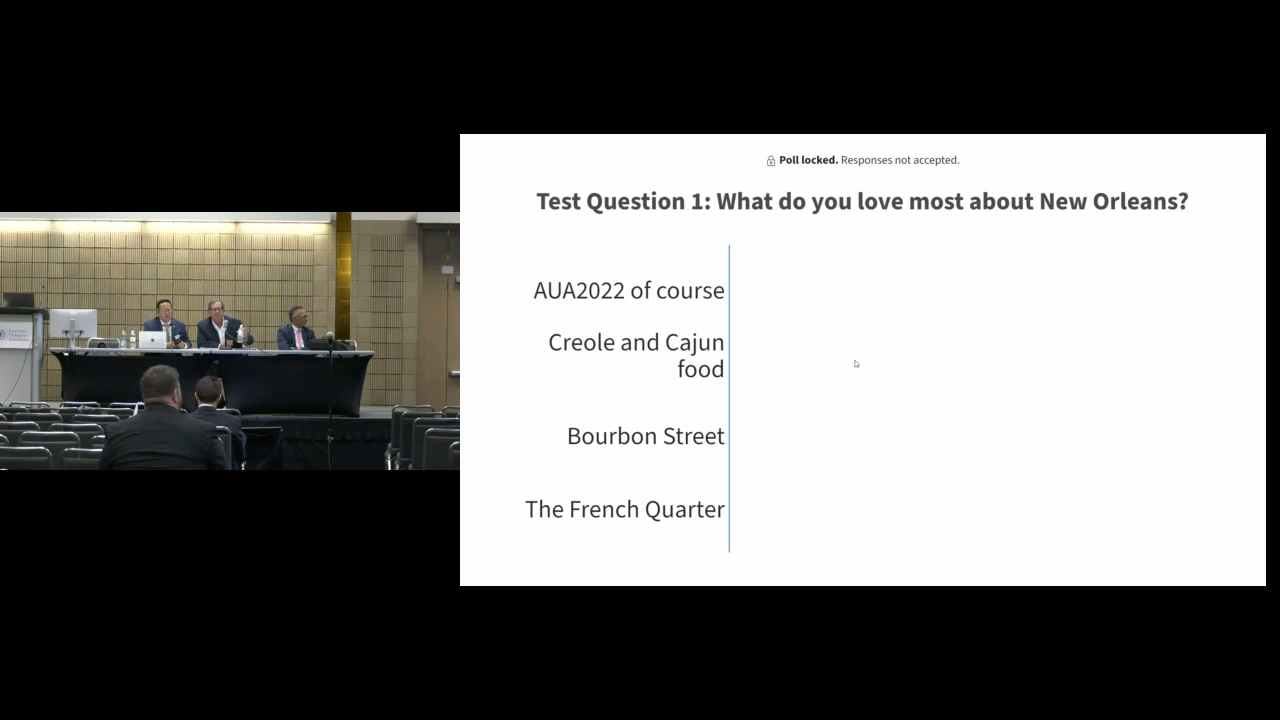 Poll locked. Responses not accepted.
Test Question 1: What do you love most about New Orleans?
AUA2022 of course
Creole and Cajun
food
Bourbon Street
The French Quarter